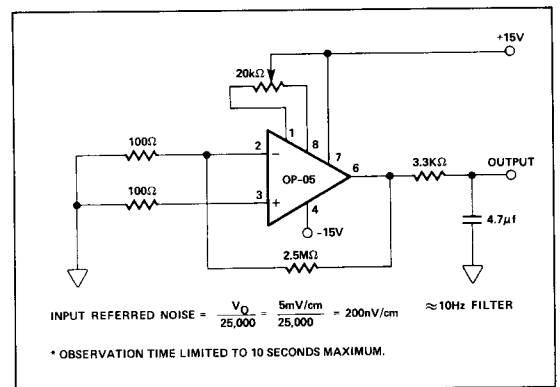 +15V
20kΩ
1
8
100Ω
2
−
7
3.3KΩ
OUTPUT
OP-05
6
100Ω
3
+
4
4.7μf
-15V
2.5MΩ
INPUT REFERRED NOISE = VO/25,000 = 5mV/cm/25,000 = 200nV/cm ≈10Hz FILTER
* OBSERVATION TIME LIMITED TO 10 SECONDS MAXIMUM.